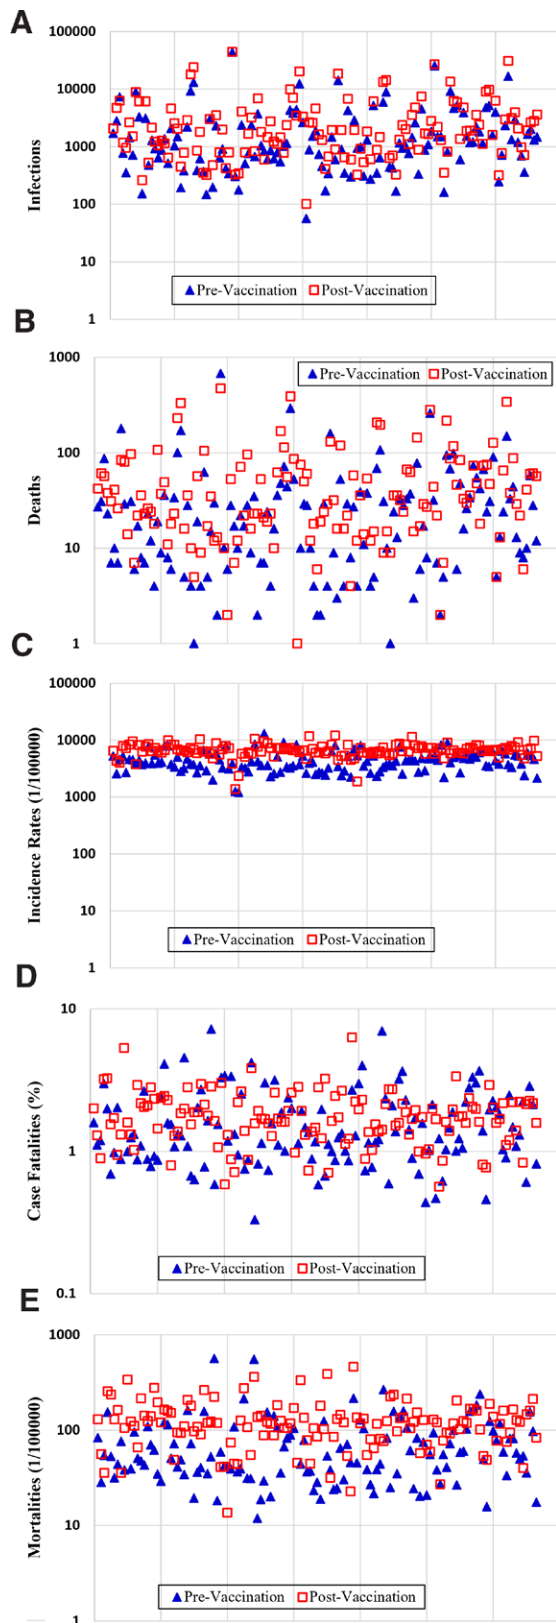 A
100000
10000
1000
100
10
1
Infections
Pre-Vaccination Post-Vaccination
B
1000
100
10
1
Deaths
Pre-Vaccination Post-Vaccination
C
100000
10000
1000
100
10
1
Incidence Rates (1/100000)
Pre-Vaccination Post-Vaccination
D
10
1
0.1
Case Fatalities (%)
Pre-Vaccination Post-Vaccination
E
1000
100
10
1
Mortalities (1/100000)
Pre-Vaccination Post-Vaccination